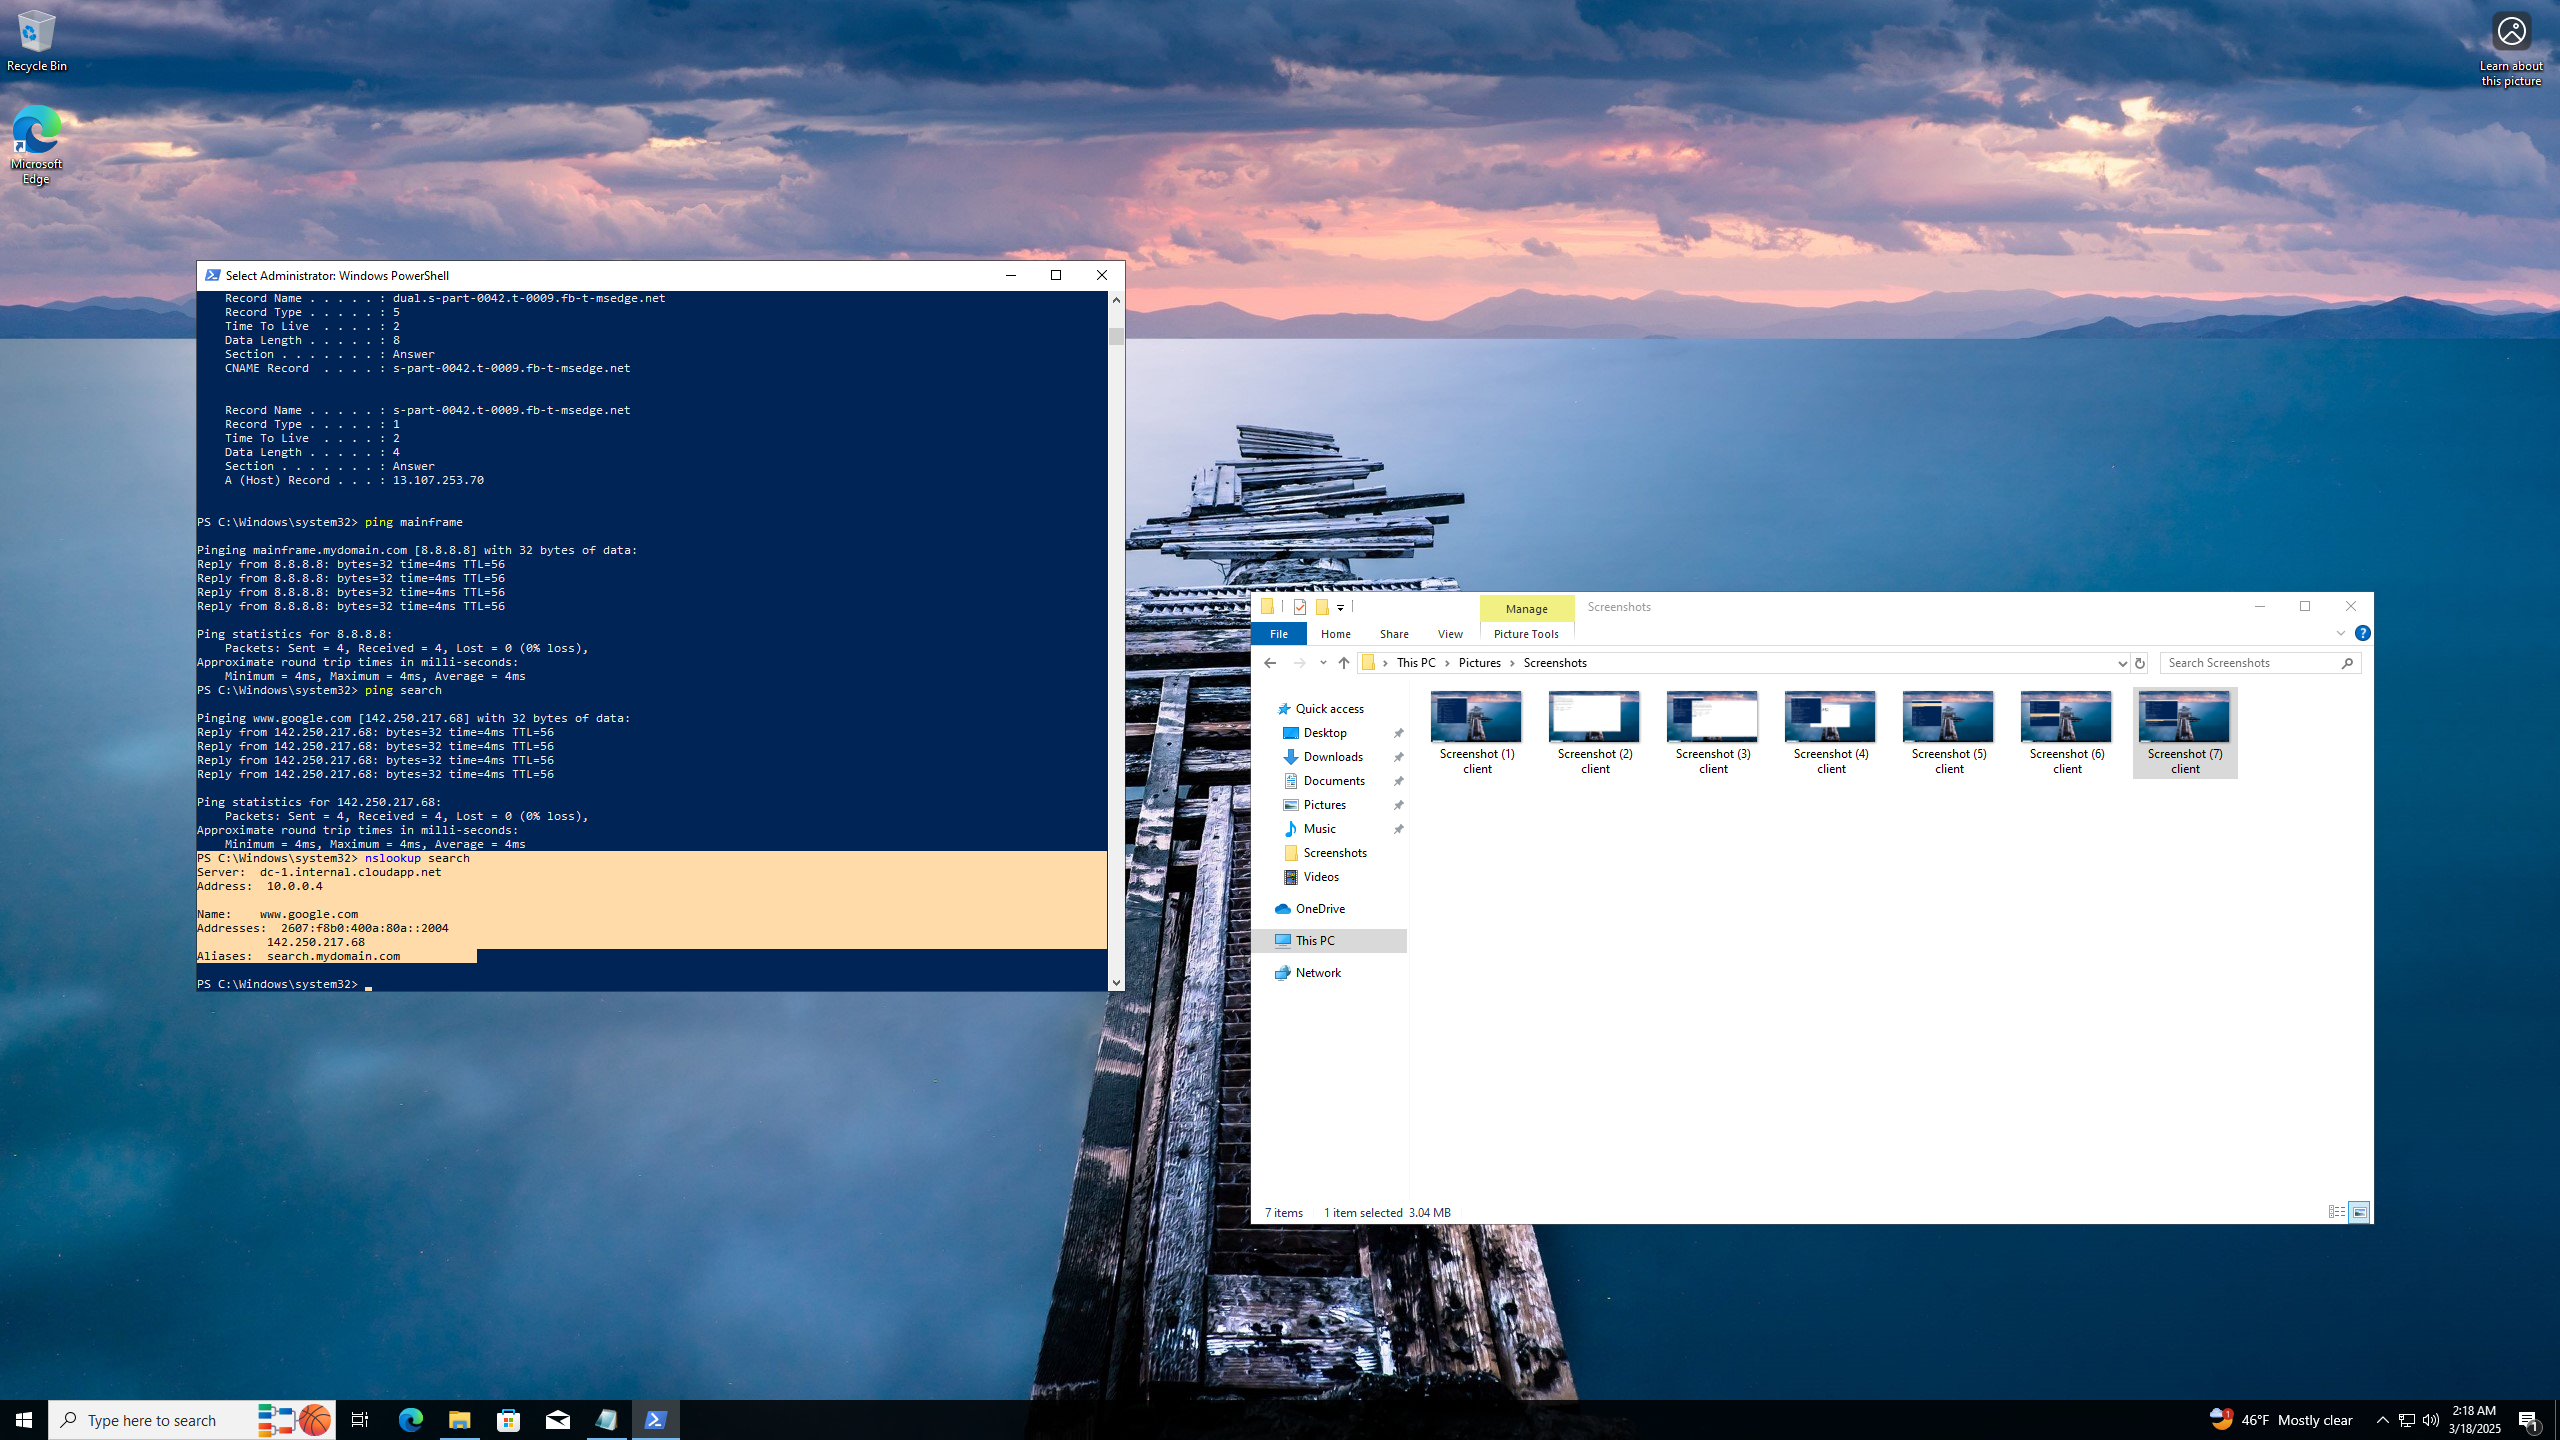 Recycle Bin
Microsoft
Edge
Learn about
this picture
Select Administrator: Windows PowerShell
Record Name . . . . . : dual.s-part-0042.t-0009.fb-t-msedge.net
Record Type . . . . . : 5
Time To Live  . . . . : 2
Data Length . . . . . : 8
Section . . . . . . . : Answer
CNAME Record  . . . . : s-part-0042.t-0009.fb-t-msedge.net
Record Name . . . . . : s-part-0042.t-0009.fb-t-msedge.net
Record Type . . . . . : 1
Time To Live  . . . . : 2
Data Length . . . . . : 4
Section . . . . . . . : Answer
A (Host) Record . . . : 13.107.253.70
PS C:\Windows\system32> ping mainframe
Pinging mainframe.mydomain.com [8.8.8.8] with 32 bytes of data:
Reply from 8.8.8.8: bytes=32 time=4ms TTL=56
Reply from 8.8.8.8: bytes=32 time=4ms TTL=56
Reply from 8.8.8.8: bytes=32 time=4ms TTL=56
Reply from 8.8.8.8: bytes=32 time=4ms TTL=56
Ping statistics for 8.8.8.8:
Packets: Sent = 4, Received = 4, Lost = 0 (0% loss),
Approximate round trip times in milli-seconds:
Minimum = 4ms, Maximum = 4ms, Average = 4ms
PS C:\Windows\system32> ping search
Pinging www.google.com [142.250.217.68] with 32 bytes of data:
Reply from 142.250.217.68: bytes=32 time=4ms TTL=56
Reply from 142.250.217.68: bytes=32 time=4ms TTL=56
Reply from 142.250.217.68: bytes=32 time=4ms TTL=56
Reply from 142.250.217.68: bytes=32 time=4ms TTL=56
Ping statistics for 142.250.217.68:
Packets: Sent = 4, Received = 4, Lost = 0 (0% loss),
Approximate round trip times in milli-seconds:
Minimum = 4ms, Maximum = 4ms, Average = 4ms
PS C:\Windows\system32> nslookup search
Server:  dc-1.internal.cloudapp.net
Address:  10.0.0.4
Name:    www.google.com
Addresses:  2607:f8b0:400a:80a::2004
142.250.217.68
Aliases:  search.mydomain.com
PS C:\Windows\system32>
Manage Screenshots
File Home Share View Picture Tools
This PC > Pictures > Screenshots
Search Screenshots
Quick access
Desktop
Downloads
Documents
Pictures
Music
Screenshots
Videos
OneDrive
This PC
Network
Screenshot (1)
client
Screenshot (2)
client
Screenshot (3)
client
Screenshot (4)
client
Screenshot (5)
client
Screenshot (6)
client
Screenshot (7)
client
7 items 1 item selected 3.04 MB
Type here to search
1
46°F Mostly clear
2:18 AM
3/18/2025
1